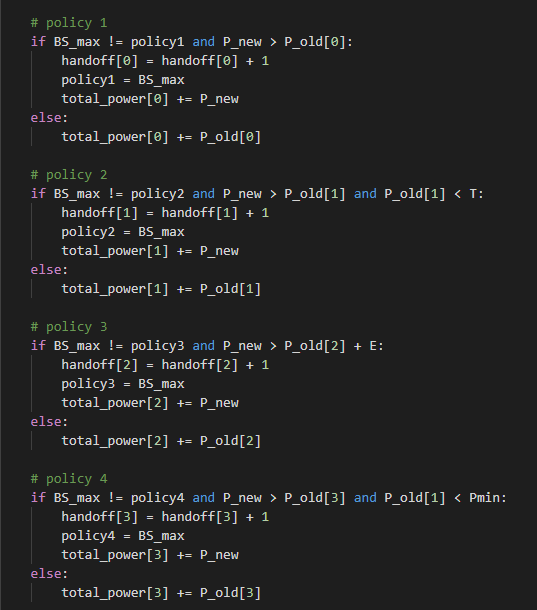 # policy 1
if BS_max != policy1 and P_new > P_old[0]:
    handoff[0] = handoff[0] + 1
    policy1 = BS_max
    total_power[0] += P_new
else:
    total_power[0] += P_old[0]

# policy 2
if BS_max != policy2 and P_new > P_old[1] and P_old[1] < T:
    handoff[1] = handoff[1] + 1
    policy2 = BS_max
    total_power[1] += P_new
else:
    total_power[1] += P_old[1]

# policy 3
if BS_max != policy3 and P_new > P_old[2] + E:
    handoff[2] = handoff[2] + 1
    policy3 = BS_max
    total_power[2] += P_new
else:
    total_power[2] += P_old[2]

# policy 4
if BS_max != policy4 and P_new > P_old[3] and P_old[1] < Pmin:
    handoff[3] = handoff[3] + 1
    policy4 = BS_max
    total_power[3] += P_new
else:
    total_power[3] += P_old[3]